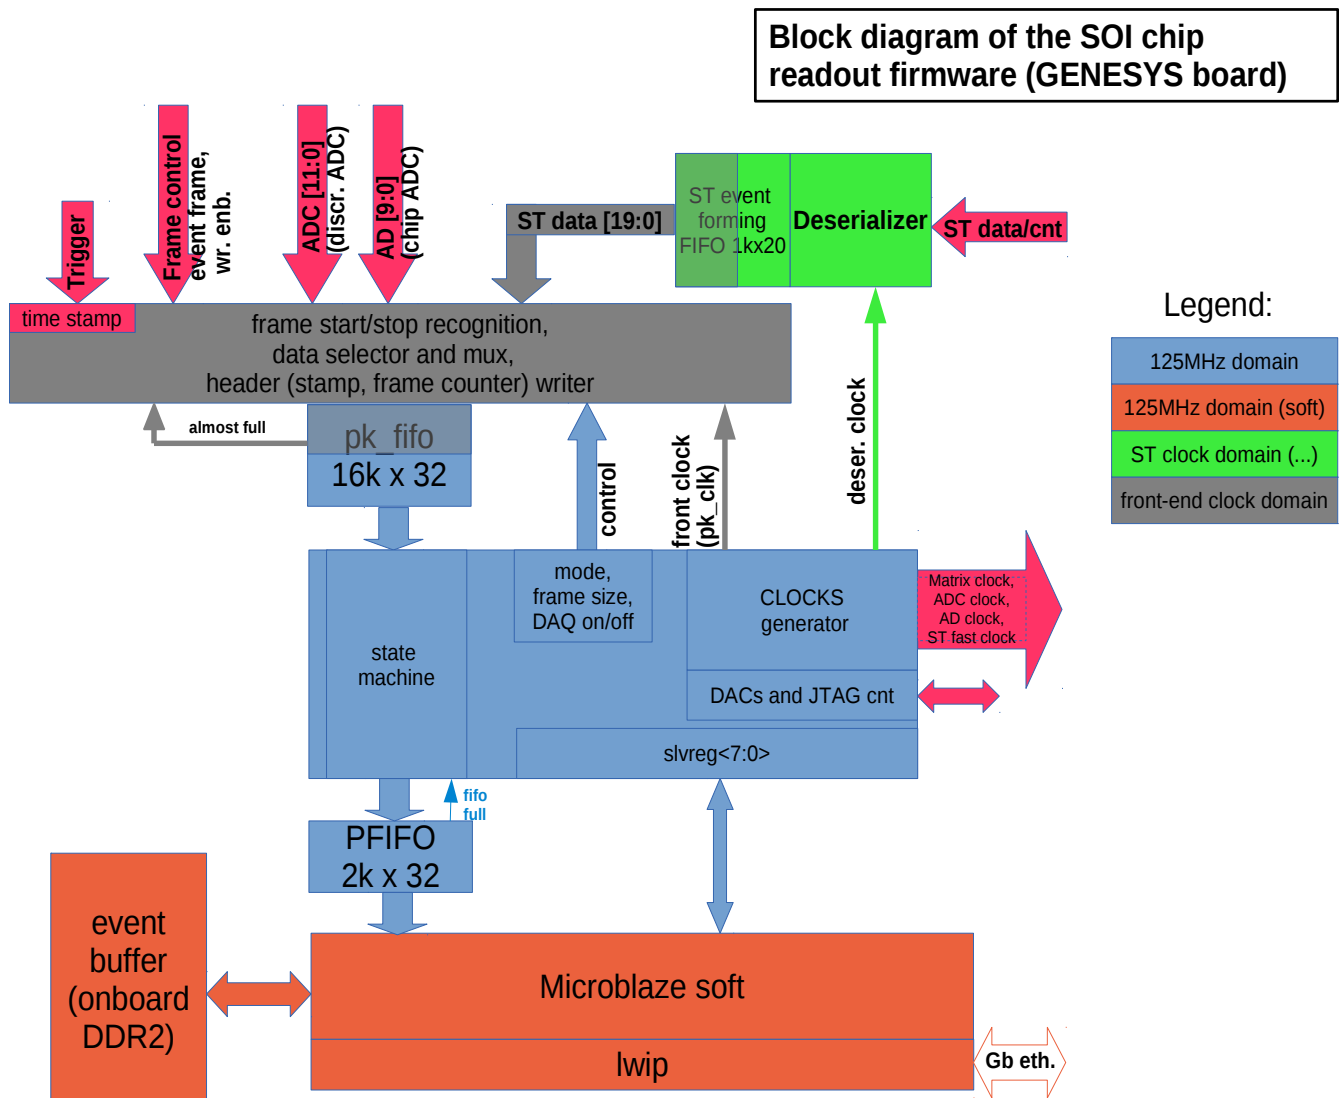 Block diagram of the SOI chip
readout firmware (GENESYS board)
Trigger
Frame control
event frame,
wr. enb.
ADC [11:0]
(discr. ADC)
AD [9:0]
(chip ADC)
ST data [19:0]
ST event
forming
FIFO 1kx20
Deserializer
ST data/cnt
time stamp
frame start/stop recognition,
data selector and mux,
header (stamp, frame counter) writer
Legend:
125MHz domain
125MHz domain (soft)
ST clock domain (...)
front-end clock domain
almost full
pk_fifo
16k x 32
control
front clock
(pk_clk)
deser. clock
state
machine
mode,
frame size,
DAQ on/off
CLOCKS
generator
Matrix clock,
ADC clock,
AD clock,
ST fast clock
DACs and JTAG cnt
slvreg<7:0>
fifo
full
PFIFO
2k x 32
event
buffer
(onboard
DDR2)
Microblaze soft
lwip
Gb eth.